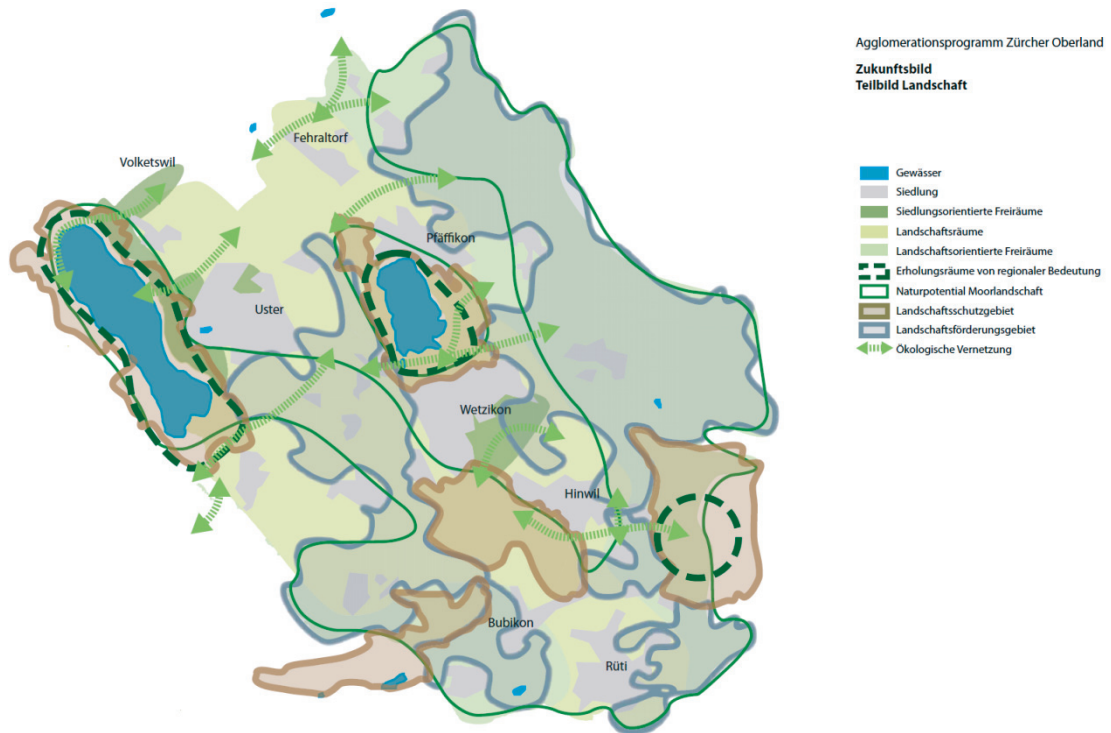 Agglomerationsprogramm Zürcher Oberland
Zukunftsbild
Teilbild Landschaft
Gewässer
Siedlung
Siedlungsorientierte Freiräume
Landschaftsräume
Landschaftsorientierte Freiräume
Erholungsräume von regionaler Bedeutung
Naturpotential Moorlandschaft
Landschaftsschutzgebiet
Landschaftsförderungsgebiet
Ökologische Vernetzung
Fehraltorf
Volketswil
Pfäffikon
Uster
Wetzikon
Hinwil
Bubikon
Rüti